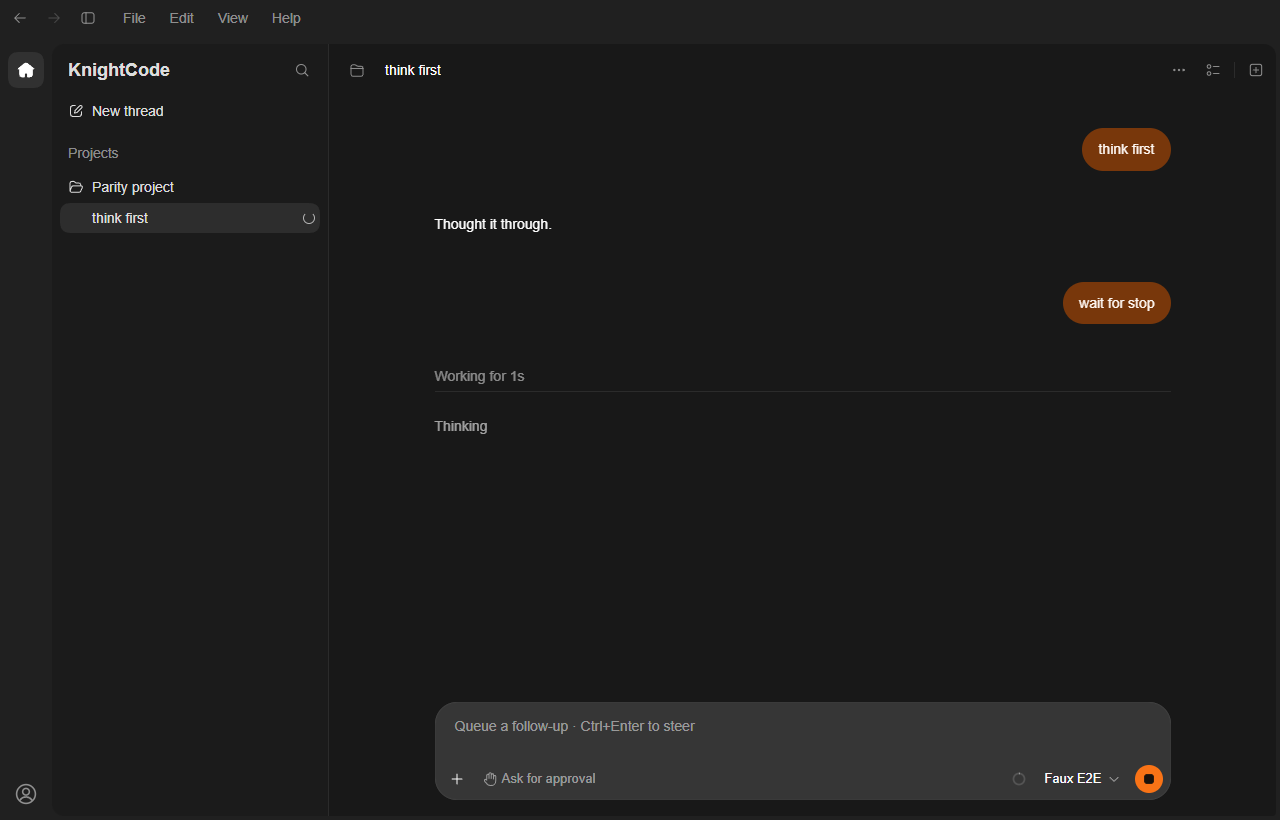 File Edit View Help
KnightCode
New thread
Projects
Parity project
think first
think first
think first
Thought it through.
wait for stop
Working for 1s
Thinking
Queue a follow-up · Ctrl+Enter to steer
Ask for approval
Faux E2E